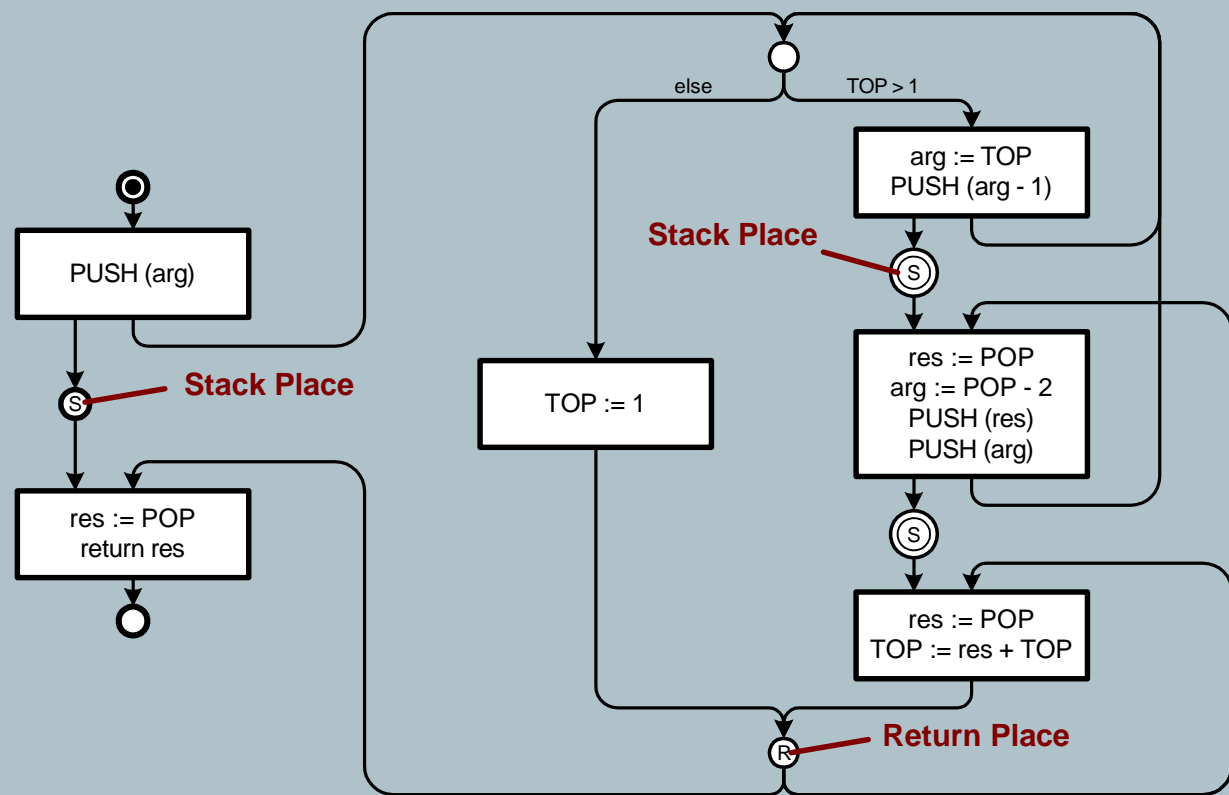 else
TOP > 1
arg := TOP
PUSH (arg - 1)
Stack Place
S
PUSH (arg)
Stack Place
S
res := POP
arg := POP - 2
PUSH (res)
PUSH (arg)
TOP := 1
res := POP
return res
S
res := POP
TOP := res + TOP
R
Return Place